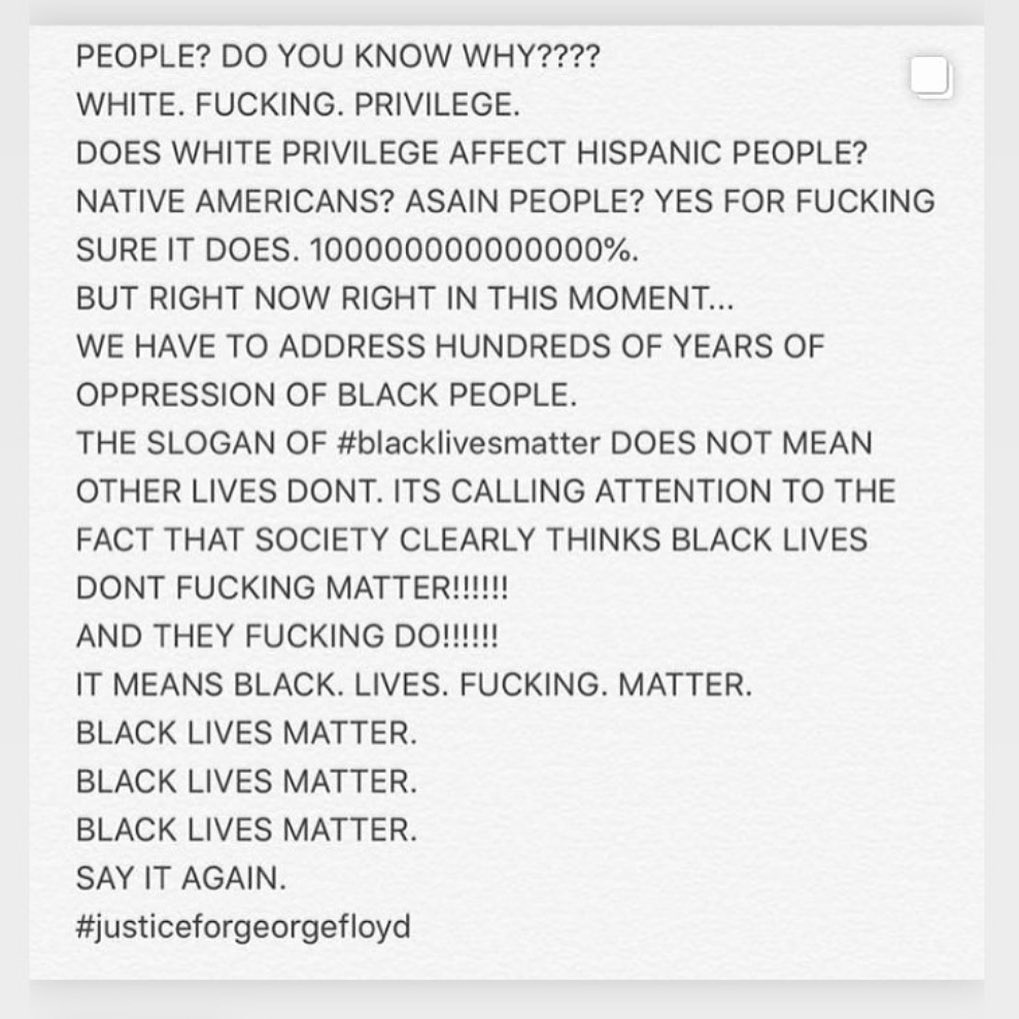 PEOPLE? DO YOU KNOW WHY????
WHITE. FUCKING. PRIVILEGE.
DOES WHITE PRIVILEGE AFFECT HISPANIC PEOPLE?
NATIVE AMERICANS? ASAIN PEOPLE? YES FOR FUCKING
SURE IT DOES. 100000000000000%.
BUT RIGHT NOW RIGHT IN THIS MOMENT...
WE HAVE TO ADDRESS HUNDREDS OF YEARS OF
OPPRESSION OF BLACK PEOPLE.
THE SLOGAN OF #blacklivesmatter DOES NOT MEAN
OTHER LIVES DONT. ITS CALLING ATTENTION TO THE
FACT THAT SOCIETY CLEARLY THINKS BLACK LIVES
DONT FUCKING MATTER!!!!!!
AND THEY FUCKING DO!!!!!!
IT MEANS BLACK. LIVES. FUCKING. MATTER.
BLACK LIVES MATTER.
BLACK LIVES MATTER.
BLACK LIVES MATTER.
SAY IT AGAIN.
#justiceforgeorgefloyd